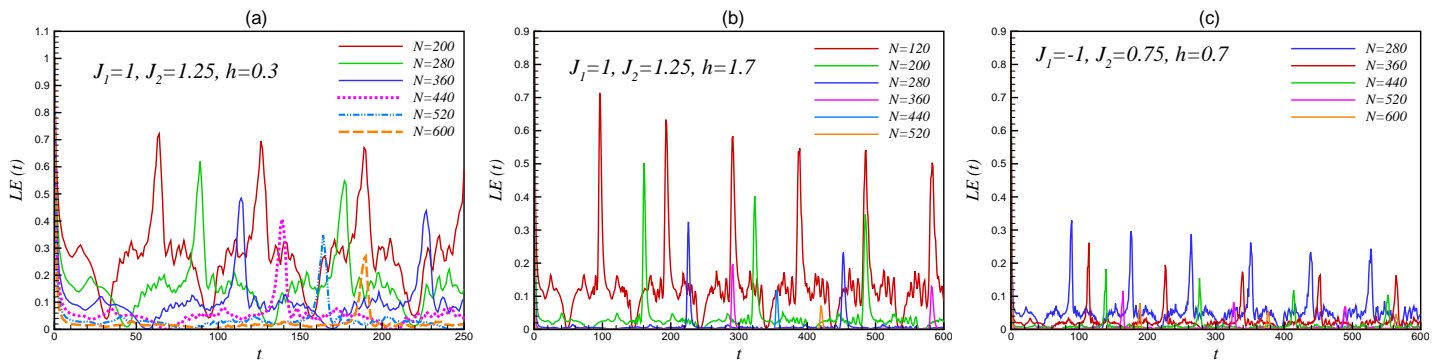 (a)
J1=1, J2=1.25, h=0.3
N=200
N=280
N=360
N=440
N=520
N=600
LE (t)
1.1
1
0.9
0.8
0.7
0.6
0.5
0.4
0.3
0.2
0.1
0
0 50 100 150 200 250
t
(b)
J1=1, J2=1.25, h=1.7
N=120
N=200
N=280
N=360
N=440
N=520
LE (t)
0.9
0.8
0.7
0.6
0.5
0.4
0.3
0.2
0.1
0
0 100 200 300 400 500 600
t
(c)
J1=-1, J2=0.75, h=0.7
N=280
N=360
N=440
N=520
N=600
LE (t)
0.9
0.8
0.7
0.6
0.5
0.4
0.3
0.2
0.1
0
0 100 200 300 400 500 600
t